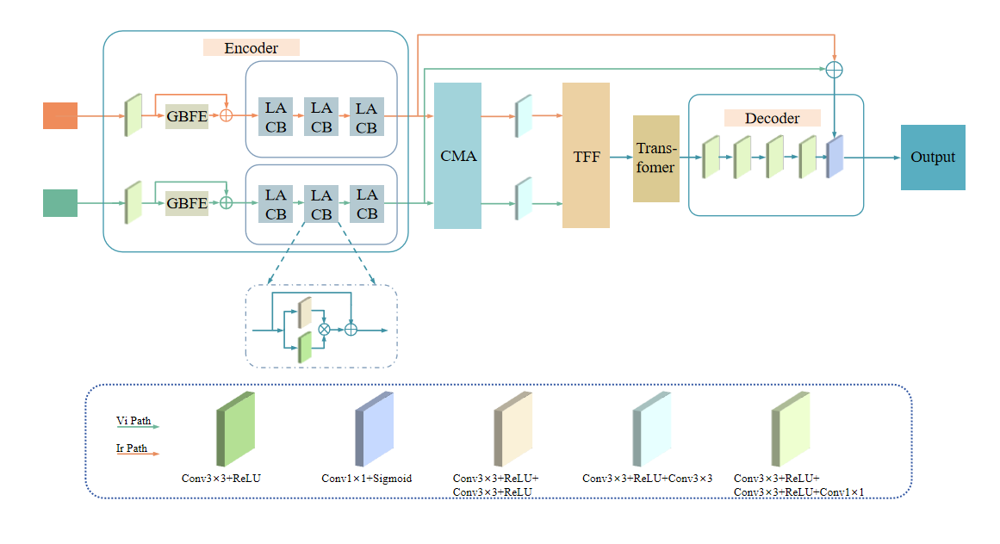 Encoder
GBFE
LA
CB
LA
CB
LA
CB
GBFE
LA
CB
LA
CB
LA
CB
CMA
TFF
Trans-
fomer
Decoder
Output
Vi Path
Ir Path
Conv3×3+ReLU
Conv1×1+Sigmoid
Conv3×3+ReLU+
Conv3×3+ReLU
Conv3×3+ReLU+Conv3×3
Conv3×3+ReLU+
Conv3×3+ReLU+Conv1×1